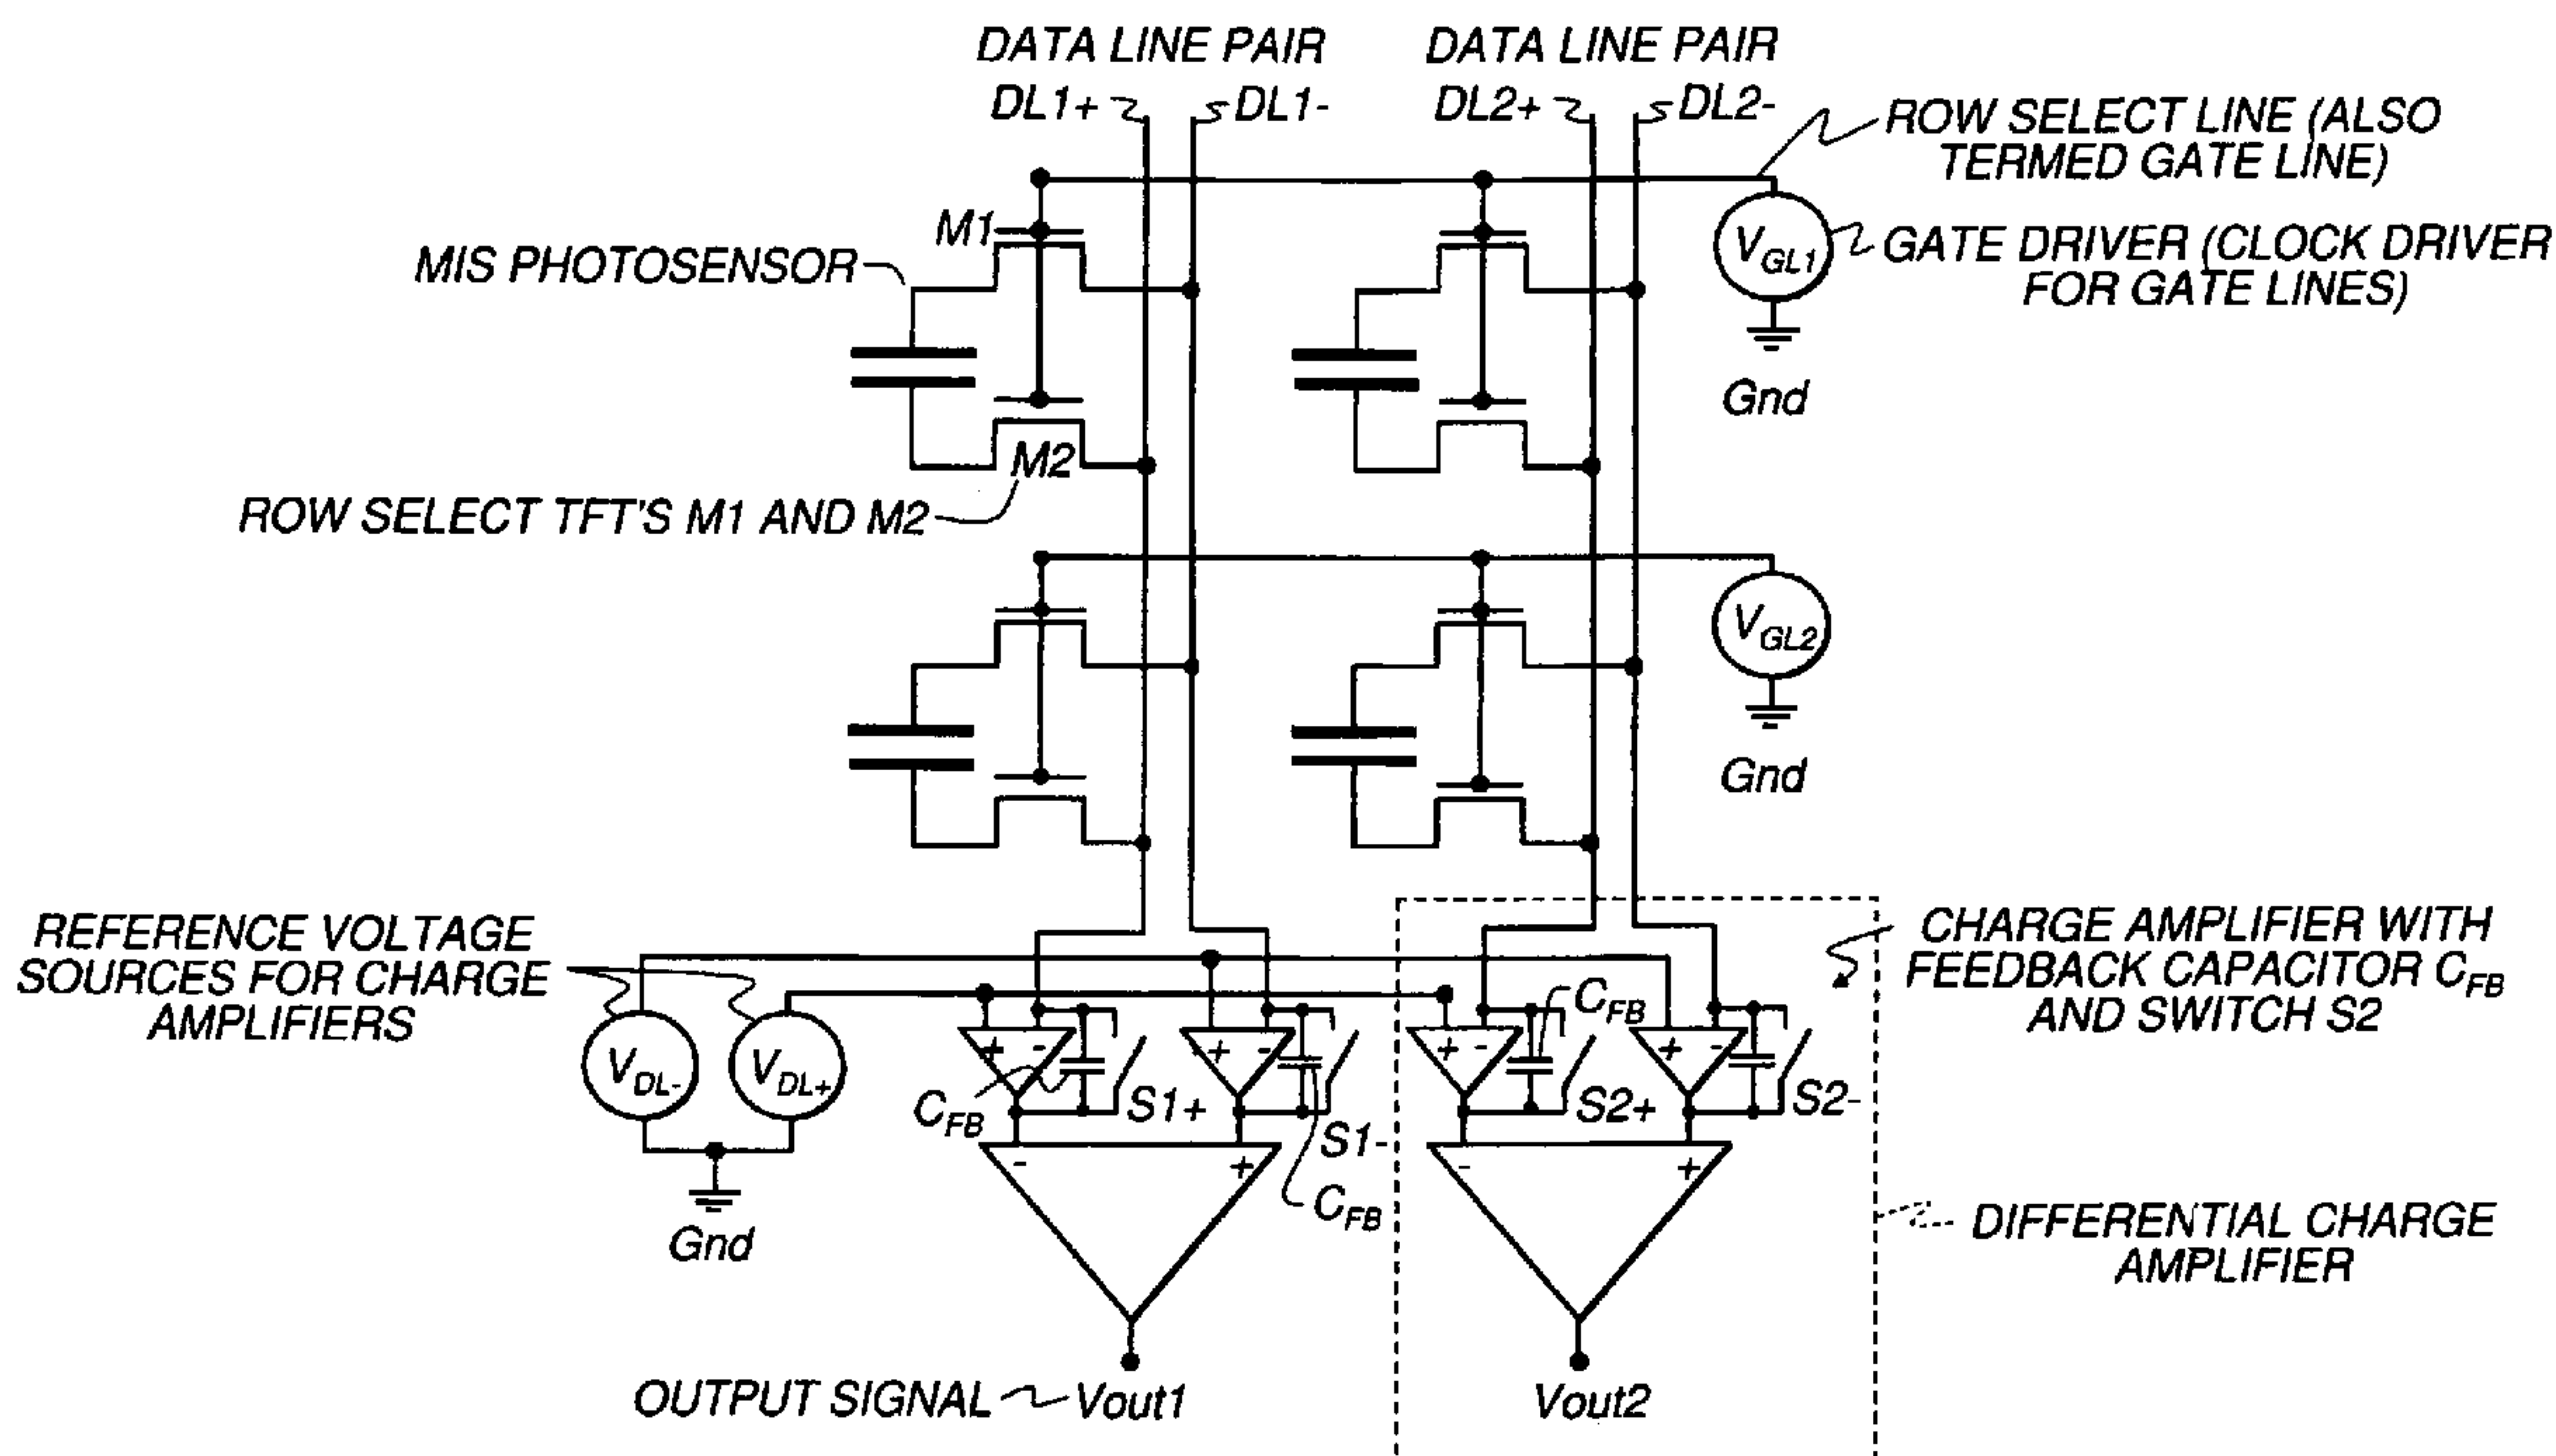 DATA LINE PAIR
DL1+
DL1-
DATA LINE PAIR
DL2+
DL2-
ROW SELECT LINE (ALSO
TERMED GATE LINE)
M1
MIS PHOTOSENSOR
VGL1
GATE DRIVER (CLOCK DRIVER
FOR GATE LINES)
Gnd
M2
ROW SELECT TFT'S M1 AND M2
VGL2
Gnd
REFERENCE VOLTAGE
SOURCES FOR CHARGE
AMPLIFIERS
CHARGE AMPLIFIER WITH
FEEDBACK CAPACITOR CFB
AND SWITCH S2
VDL-
VDL+
+ -
+ -
+ -
+ -
CFB
CFB
S1+
S1-
CFB
S2+
S2-
- +
- +
Gnd
DIFFERENTIAL CHARGE
AMPLIFIER
OUTPUT SIGNAL
Vout1
Vout2